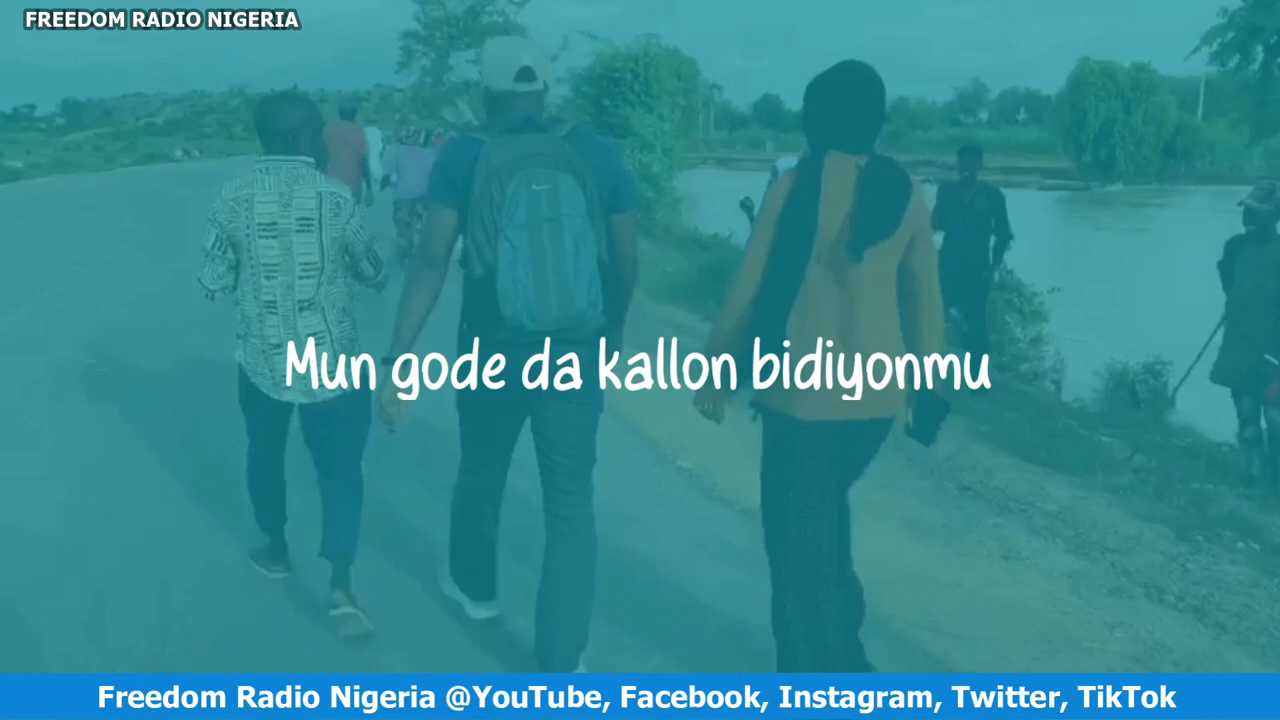 FREEDOM RADIO NIGERIA
Mun gode da kallon bidiyonmu
Freedom Radio Nigeria @YouTube, Facebook, Instagram, Twitter, TikTok